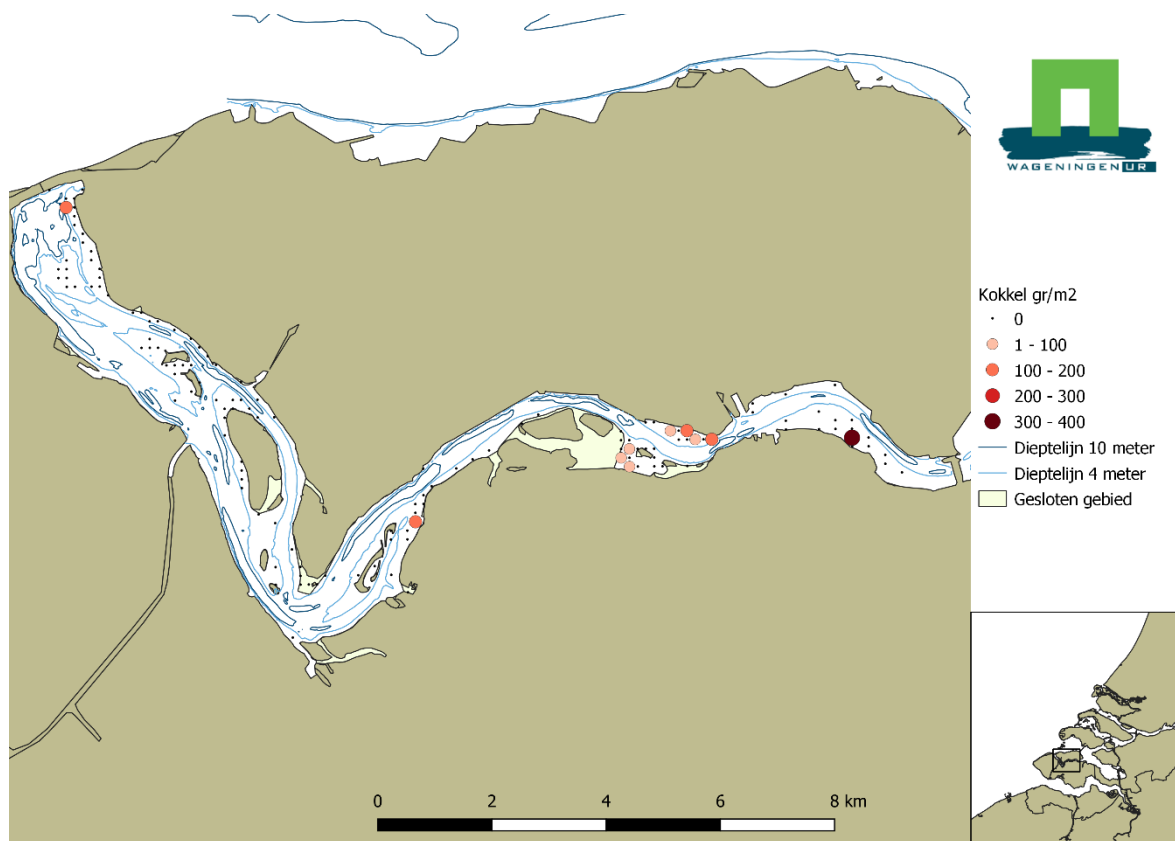 WAGENINGEN UR
Kokkel gr/m2
0
1 - 100
100 - 200
200 - 300
300 - 400
Dieptelijn 10 meter
Dieptelijn 4 meter
Gesloten gebied
0 2 4 6 8 km